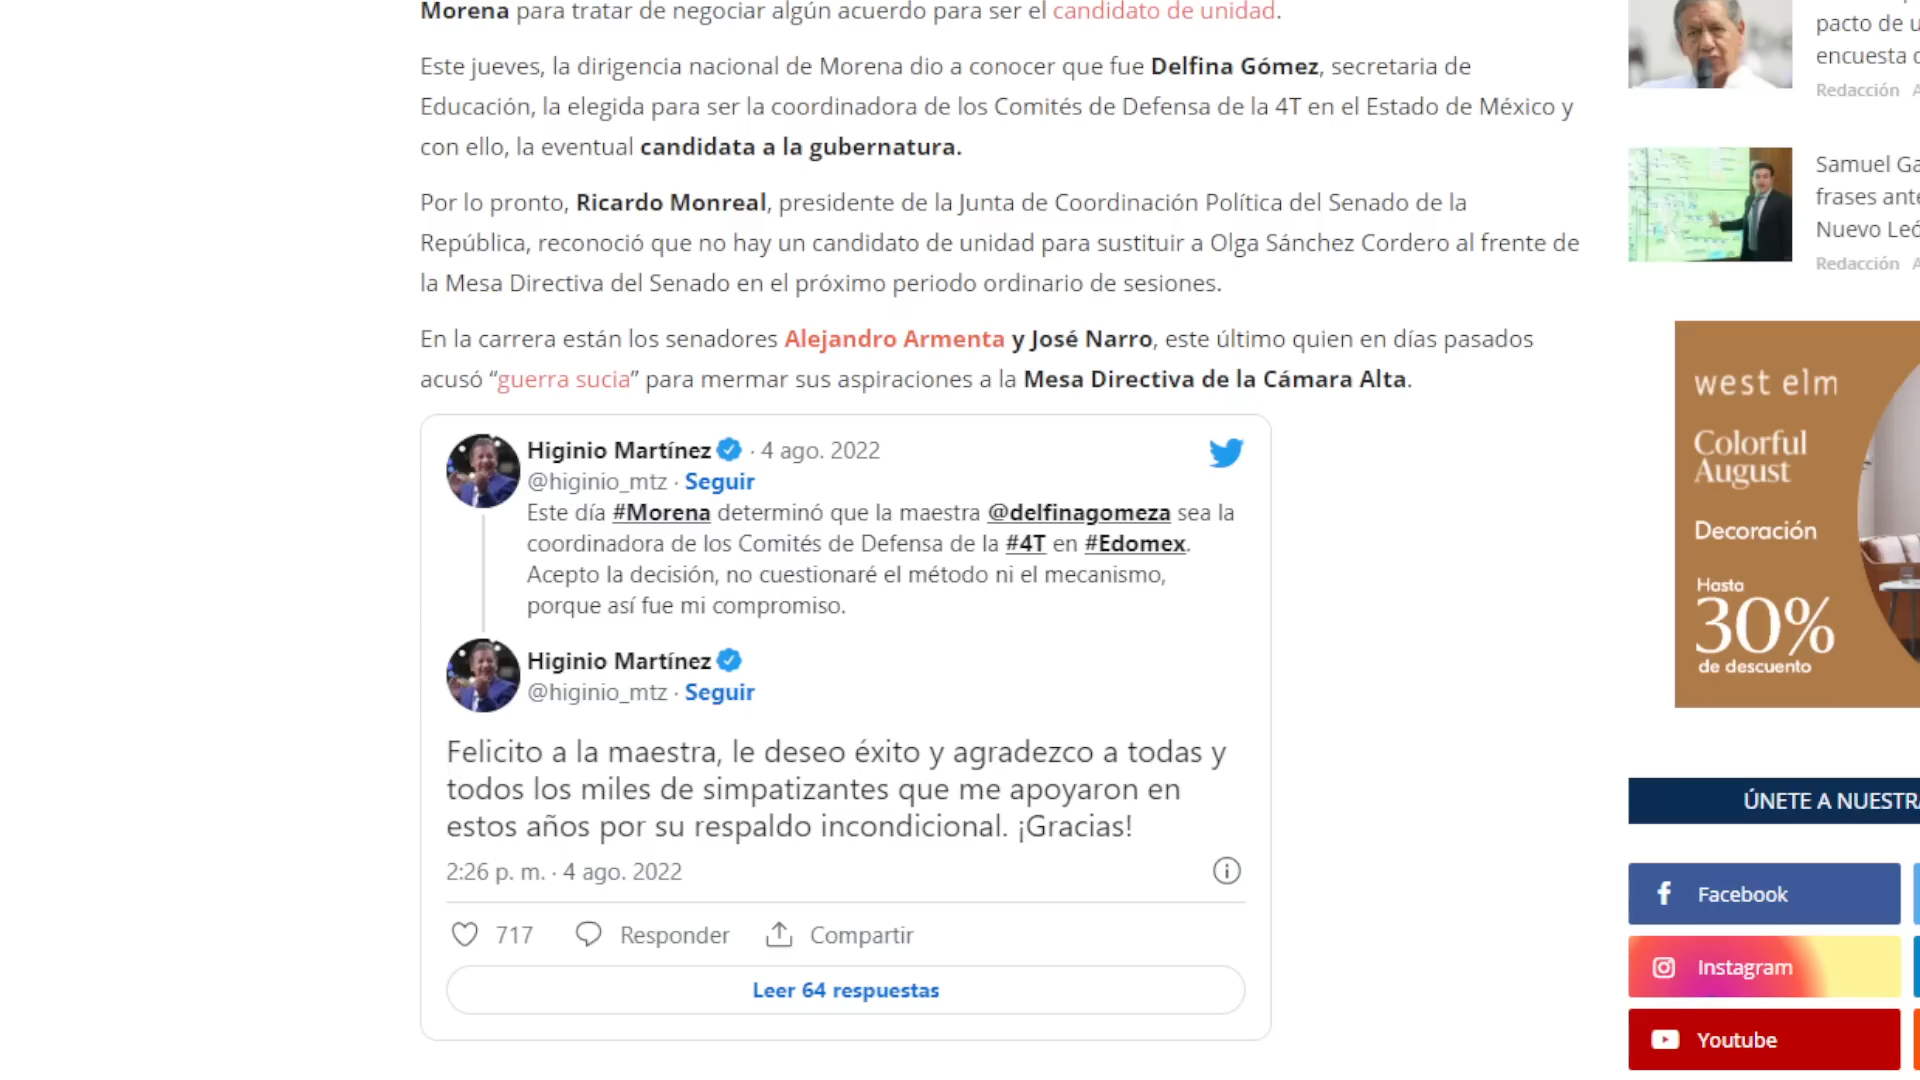 Morena para tratar de negociar algún acuerdo para ser el candidato de unidad.
Este jueves, la dirigencia nacional de Morena dio a conocer que fue Delfina Gómez, secretaria de
Educación, la elegida para ser la coordinadora de los Comités de Defensa de la 4T en el Estado de México y
con ello, la eventual candidata a la gubernatura.
Por lo pronto, Ricardo Monreal, presidente de la Junta de Coordinación Política del Senado de la
República, reconoció que no hay un candidato de unidad para sustituir a Olga Sánchez Cordero al frente de
la Mesa Directiva del Senado en el próximo periodo ordinario de sesiones.
En la carrera están los senadores Alejandro Armenta y José Narro, este último quien en días pasados
acusó “guerra sucia” para mermar sus aspiraciones a la Mesa Directiva de la Cámara Alta.
Higinio Martínez · 4 ago. 2022
@higinio_mtz · Seguir
Este día #Morena determinó que la maestra @delfinagomeza sea la
coordinadora de los Comités de Defensa de la #4T en #Edomex.
Acepto la decisión, no cuestionaré el método ni el mecanismo,
porque así fue mi compromiso.
Higinio Martínez
@higinio_mtz · Seguir
Felicito a la maestra, le deseo éxito y agradezco a todas y
todos los miles de simpatizantes que me apoyaron en
estos años por su respaldo incondicional. ¡Gracias!
2:26 p. m. · 4 ago. 2022
717 Responder Compartir
Leer 64 respuestas
pacto de
encuesta
Redacción
Samuel
frases
Nuevo
Redacción
west elm
Colorful
August
Decoración
Hasta
30%
de descuento
ÚNETE A
Facebook
Instagram
Youtube